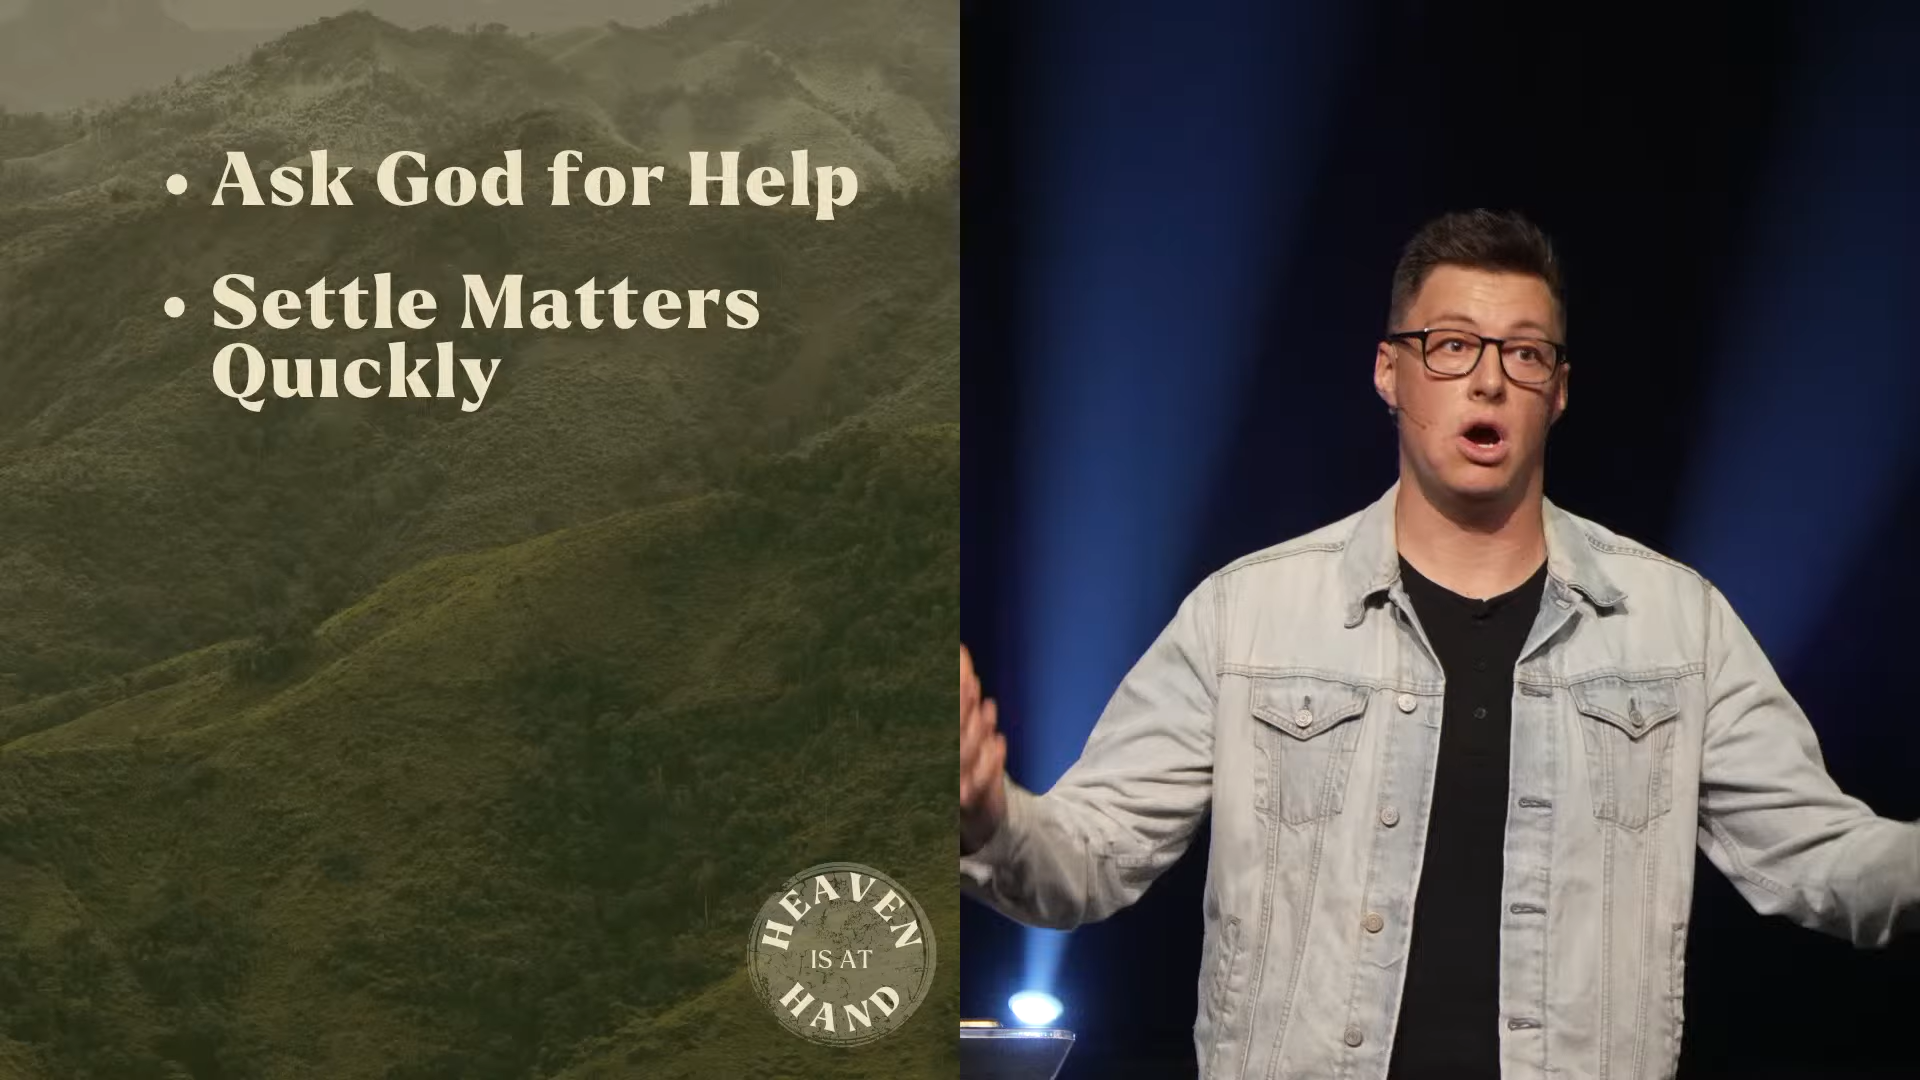 • Ask God for Help
• Settle Matters
Quickly
HEAVEN
IS AT
HAND